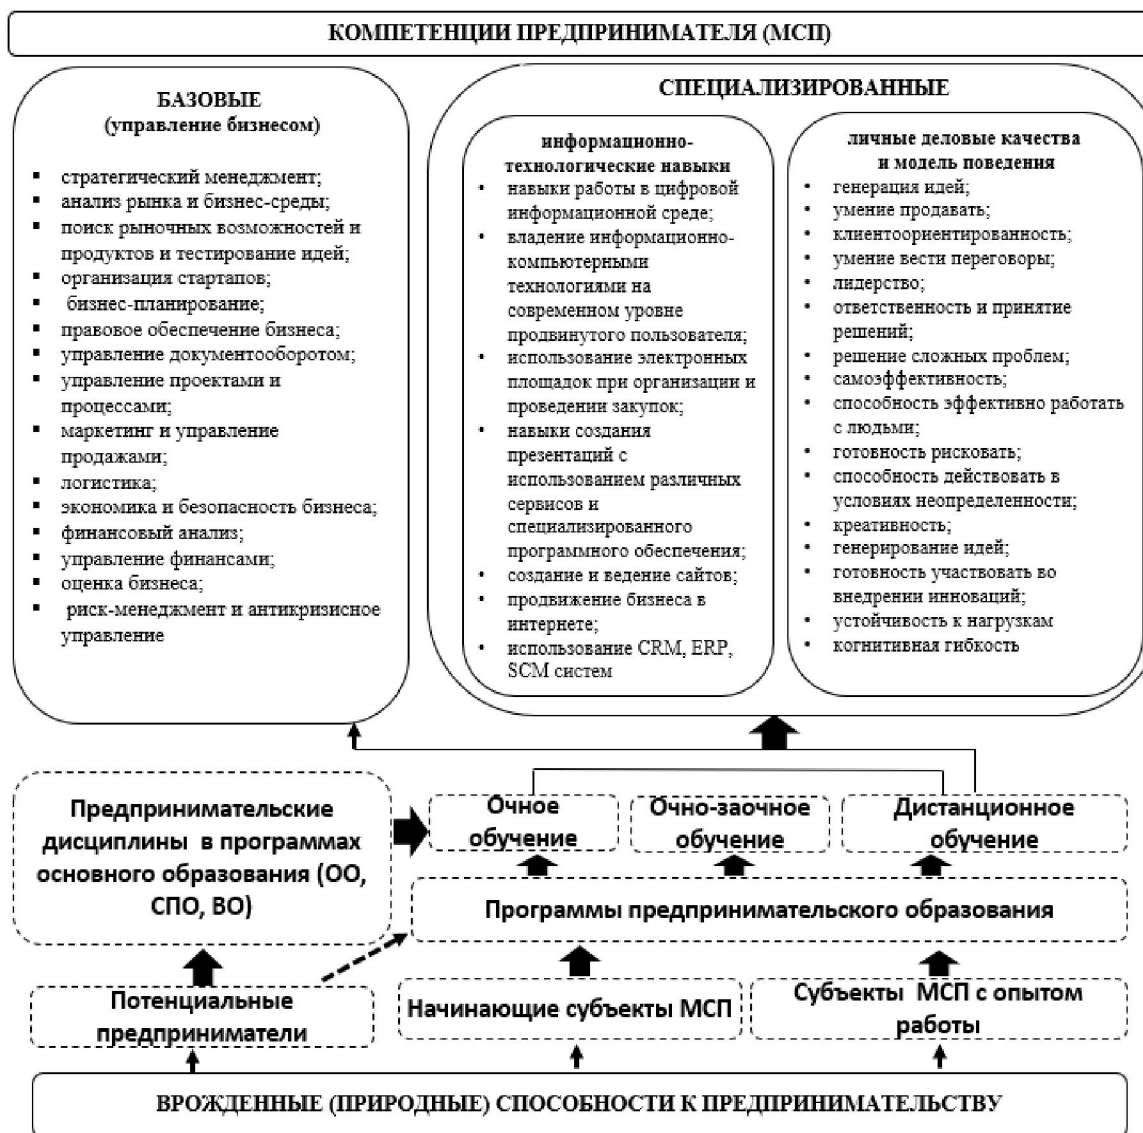 КОМПЕТЕНЦИИ ПРЕДПРИНИМАТЕЛЯ (МСП)
БАЗОВЫЕ
(управление бизнесом)
▪ стратегический менеджмент;
▪ анализ рынка и бизнес-среды;
▪ поиск рыночных возможностей и
продуктов и тестирование идей;
▪ организация стартапов;
▪ бизнес-планирование;
▪ правовое обеспечение бизнеса;
▪ управление документооборотом;
▪ управление проектами и
процессами;
▪ маркетинг и управление
продажами;
▪ логистика;
▪ экономика и безопасность бизнеса;
▪ финансовый анализ;
▪ управление финансами;
▪ оценка бизнеса;
▪ риск-менеджмент и антикризисное
управление
СПЕЦИАЛИЗИРОВАННЫЕ
информационно-
технологические навыки
• навыки работы в цифровой
информационной среде;
• владение информационно-
компьютерными
технологиями на
современном уровне
продвинутого пользователя;
• использование электронных
площадок при организации и
проведении закупок;
• навыки создания
презентаций с
использованием различных
сервисов и
специализированного
программного обеспечения;
• создание и ведение сайтов;
• продвижение бизнеса в
интернете;
• использование CRM, ERP,
SCM систем
личные деловые качества
и модель поведения
• генерация идей;
• умение продавать;
• клиентоориентированность;
• умение вести переговоры;
• лидерство;
• ответственность и принятие
решений;
• решение сложных проблем;
• самоэффективность;
• способность эффективно работать
с людьми;
• готовность рисковать;
• способность действовать в
условиях неопределенности;
• креативность;
• генерирование идей;
• готовность участвовать во
внедрении инноваций;
• устойчивость к нагрузкам
• когнитивная гибкость
Предпринимательские
дисциплины в программах
основного образования (ОО,
СПО, ВО)
Очное
обучение
Очно-заочное
обучение
Дистанционное
обучение
Программы предпринимательского образования
Потенциальные
предприниматели
Начинающие субъекты МСП
Субъекты МСП с опытом
работы
ВРОЖДЕННЫЕ (ПРИРОДНЫЕ) СПОСОБНОСТИ К ПРЕДПРИНИМАТЕЛЬСТВУ